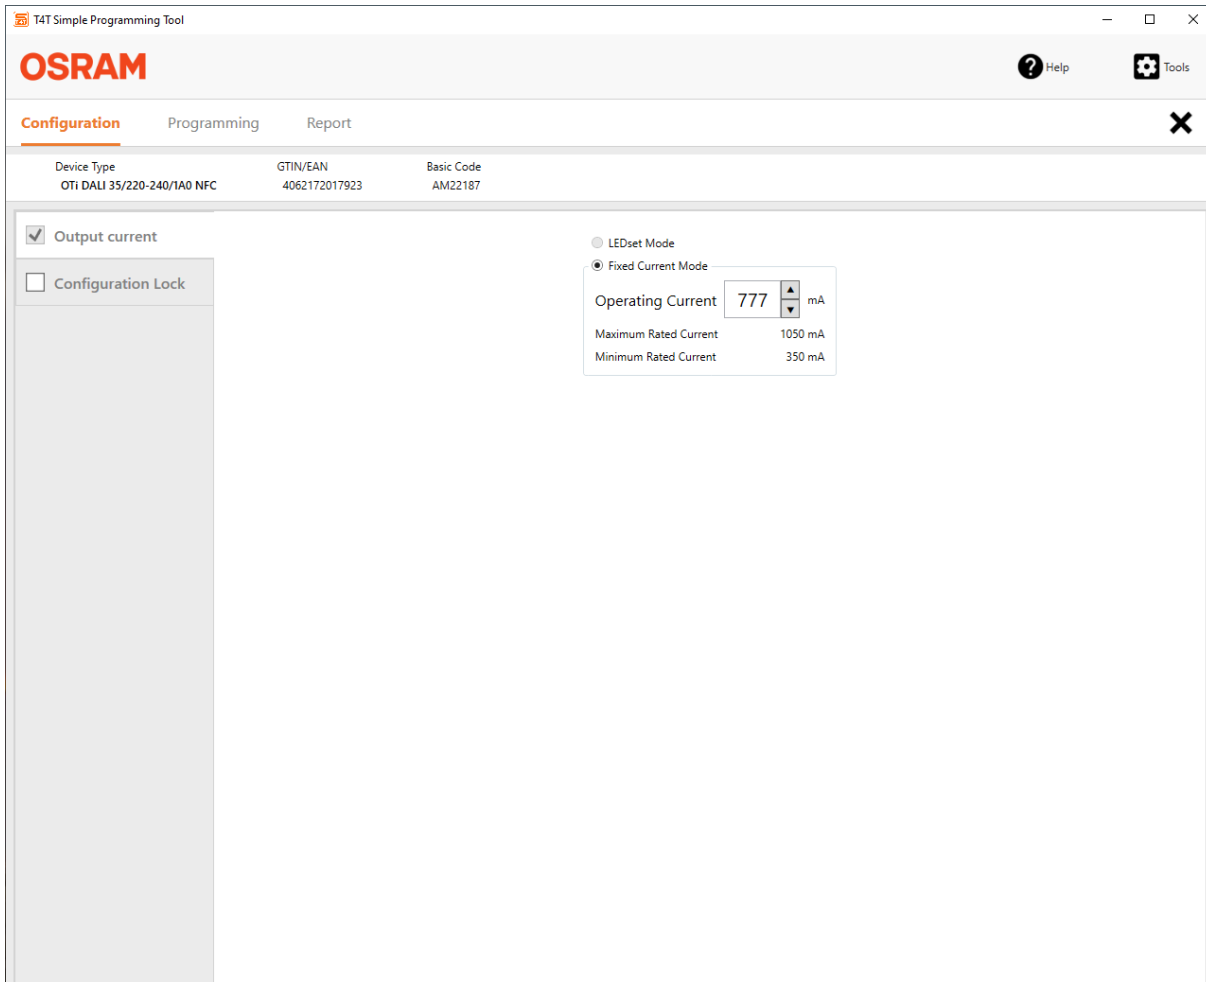 T4T Simple Programming Tool
OSRAM
Help
Tools
Configuration Programming Report
Device Type GTIN/EAN Basic Code
OTi DALI 35/220-240/1A0 NFC 4062172017923 AM22187
Output current
Configuration Lock
LEDset Mode
Fixed Current Mode
Operating Current 777 mA
Maximum Rated Current 1050 mA
Minimum Rated Current 350 mA